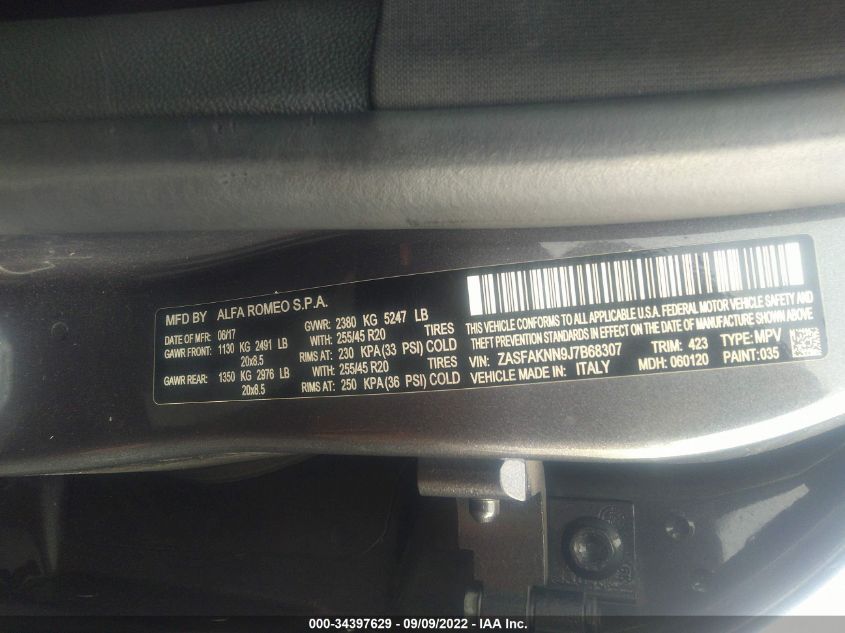 MFD BY ALFA ROMEO S.P.A.
DATE OF MFR: 06/17 GVWR: 2380 KG 5247 LB
GAWR FRONT: 1130 KG 2491 LB WITH: 255/45 R20 TIRES
20x8.5 RIMS AT: 230 KPA(33 PSI) COLD
GAWR REAR: 1350 KG 2976 LB WITH: 255/45 R20 TIRES
20x8.5 RIMS AT: 250 KPA(36 PSI) COLD
THIS VEHICLE CONFORMS TO ALL APPLICABLE U.S.A. FEDERAL MOTOR VEHICLE SAFETY AND
THEFT PREVENTION STANDARDS IN EFFECT ON THE DATE OF MANUFACTURE SHOWN ABOVE.
VIN: ZASFAKNN9J7B68307 TRIM: 423 TYPE: MPV
VEHICLE MADE IN: ITALY MDH: 060120 PAINT: 035
000-34397629 - 09/09/2022 - IAA Inc.